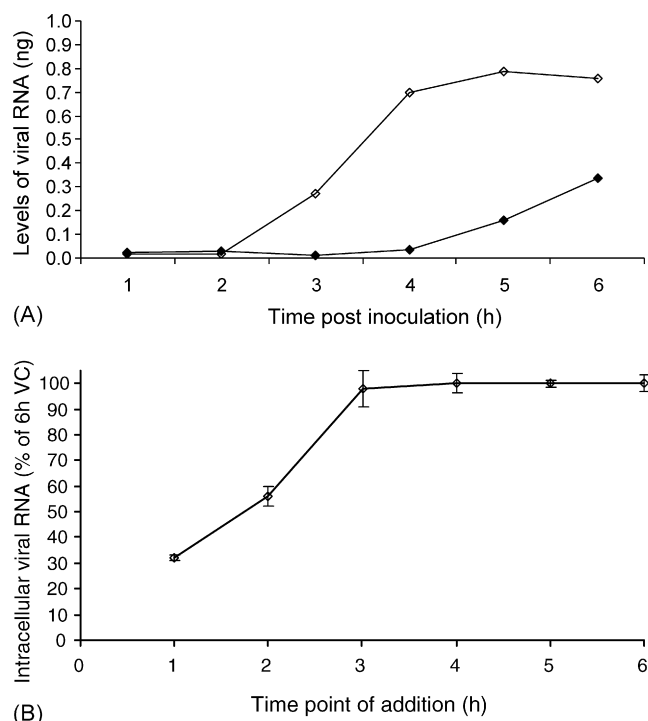 Levels of viral RNA (ng)
1.0
0.9
0.8
0.7
0.6
0.5
0.4
0.3
0.2
0.1
0.0
1 2 3 4 5 6
Time post inoculation (h)
(A)
Intracellular viral RNA (% of 6h VC)
100
90
80
70
60
50
40
30
20
10
0
0 1 2 3 4 5 6
Time point of addition (h)
(B)